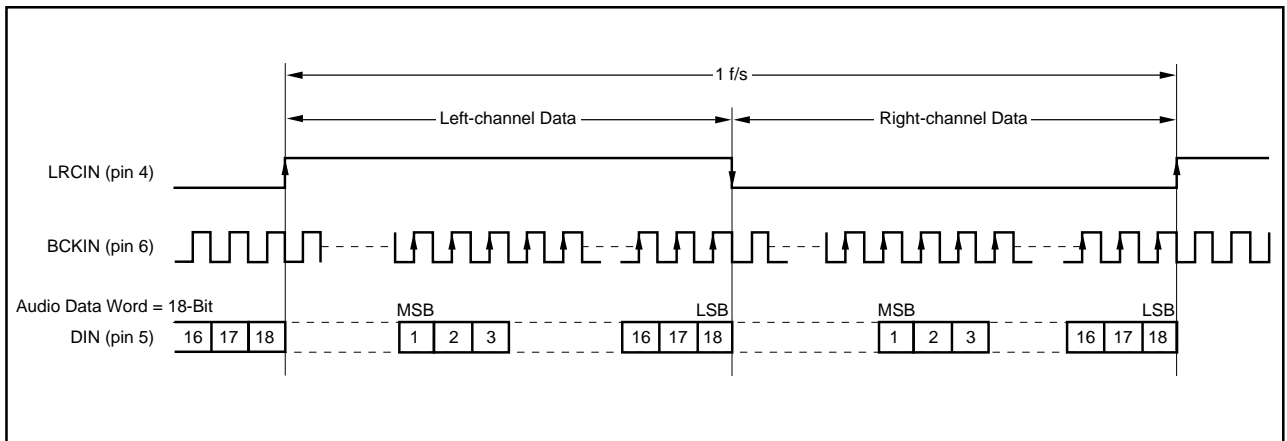 1 f/s
Left-channel Data
Right-channel Data
LRCIN (pin 4)
BCKIN (pin 6)
Audio Data Word = 18-Bit
MSB LSB MSB LSB
DIN (pin 5) 16 17 18 1 2 3 16 17 18 1 2 3 16 17 18